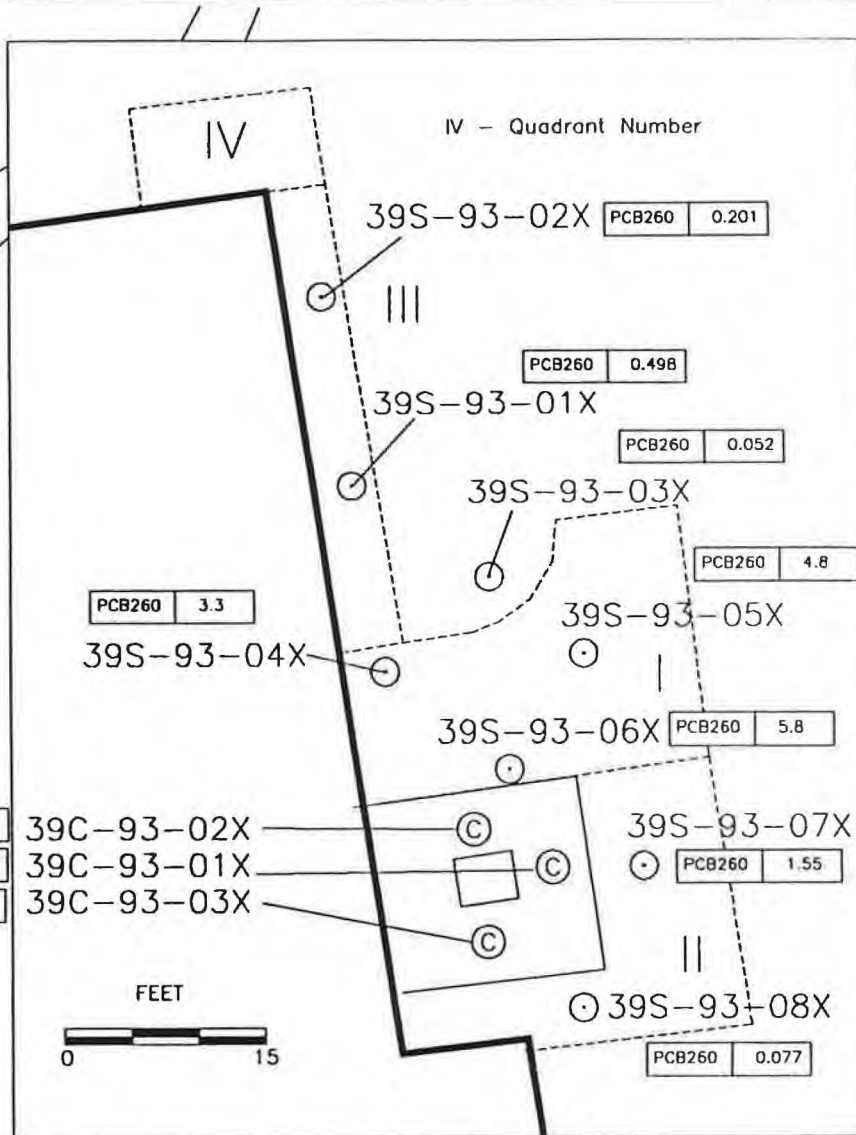 IV
IV - Quadrant Number
39S-93-02X PCB260 0.201
III
PCB260 0.498
39S-93-01X
PCB260 0.052
39S-93-03X
PCB260 4.8
PCB260 3.3
39S-93-05X
39S-93-04X
I
39S-93-06X PCB260 5.8
39C-93-02X
C
39S-93-07X
39C-93-01X
C
PCB260 1.55
39C-93-03X
C
II
FEET
39S-93-08X
0 15
PCB260 0.077